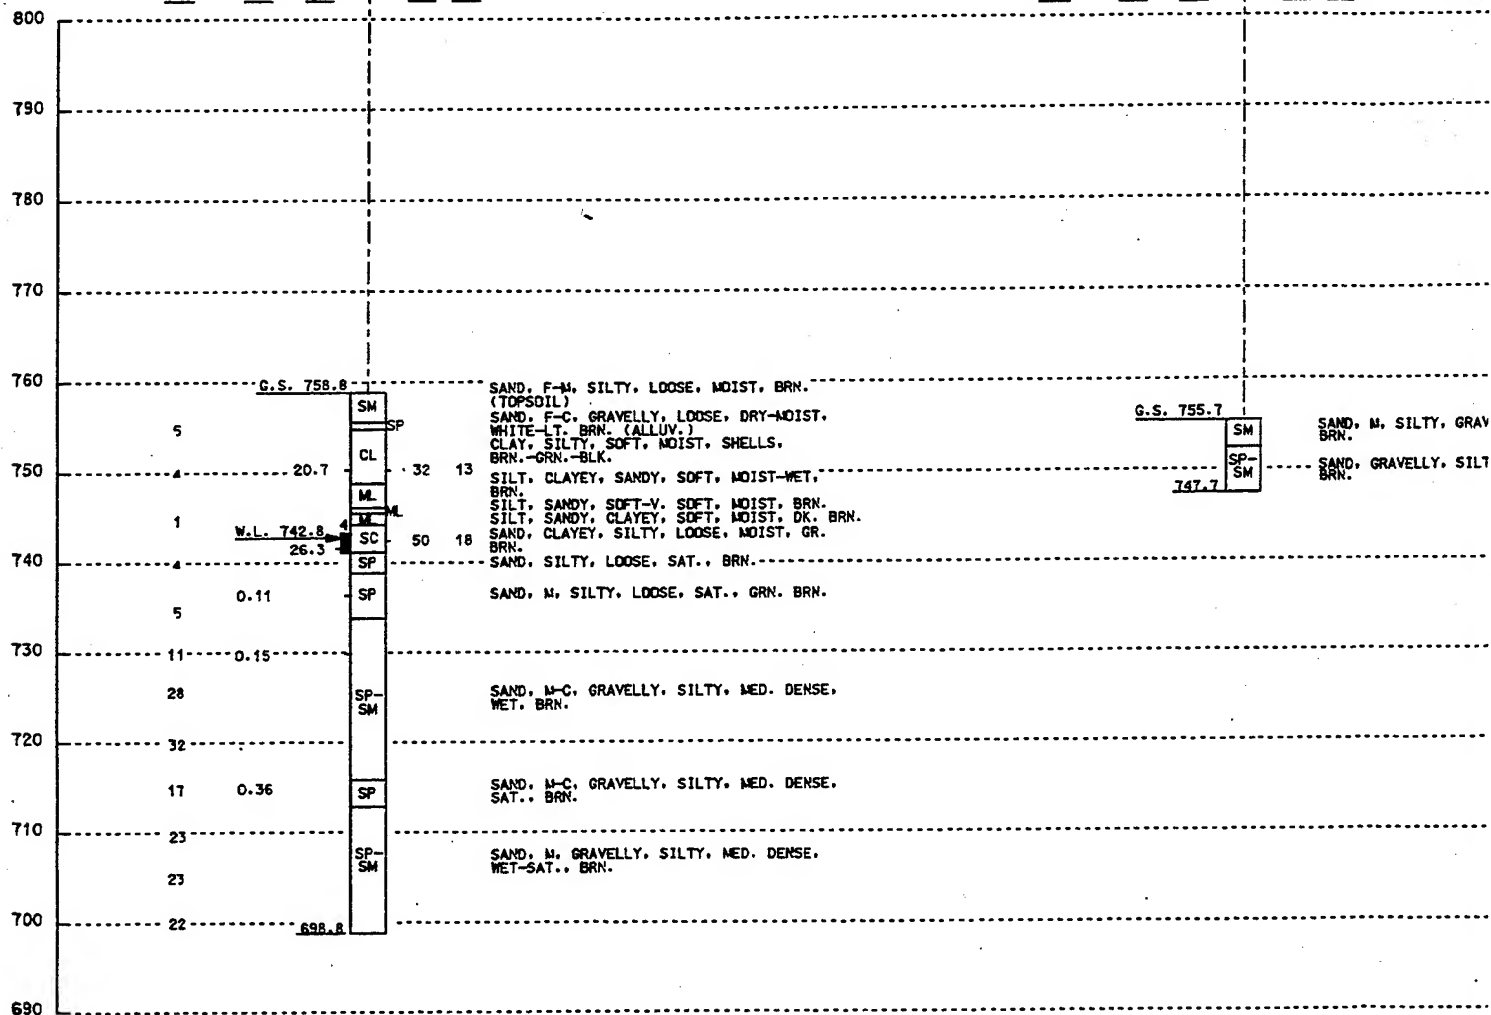 800
790
780
770
760
G.S. 758.8
SM
SAND, F-M, SILTY, LOOSE, MOIST, BRN.
(TOPSOIL)
SAND, F-C, GRAVELLY, LOOSE, DRY-MOIST,
G.S. 755.7
5
SP
WHITE-LT. BRN. (ALLUV.)
SM
SAND, M, SILTY, GRAV
BRN.
CL
CLAY, SILTY, SOFT, MOIST, SHELLS,
BRN.-GRN.-BLK.
750
4
20.7
32
13
SILT, CLAYEY, SANDY, SOFT, MOIST-WET,
BRN.
SP-
SM
SAND, GRAVELLY, SILT
BRN.
747.7
ML
ML
SILT, SANDY, SOFT-V. SOFT, MOIST, BRN.
1
4
ML
SILT, SANDY, CLAYEY, SOFT, MOIST, DK. BRN.
W.L. 742.8
26.3
SC
50
18
SAND, CLAYEY, SILTY, LOOSE, MOIST, GR.
BRN.
740
4
SP
SAND, SILTY, LOOSE, SAT., BRN.
5
0.11
SP
SAND, M, SILTY, LOOSE, SAT., GRN. BRN.
730
11
0.15
28
SP-
SM
SAND, M-C, GRAVELLY, SILTY, MED. DENSE,
WET, BRN.
720
32
17
0.36
SP
SAND, M-C, GRAVELLY, SILTY, MED. DENSE,
SAT., BRN.
710
23
SP-
SM
SAND, M, GRAVELLY, SILTY, MED. DENSE,
WET-SAT., BRN.
23
700
22
698.8
690